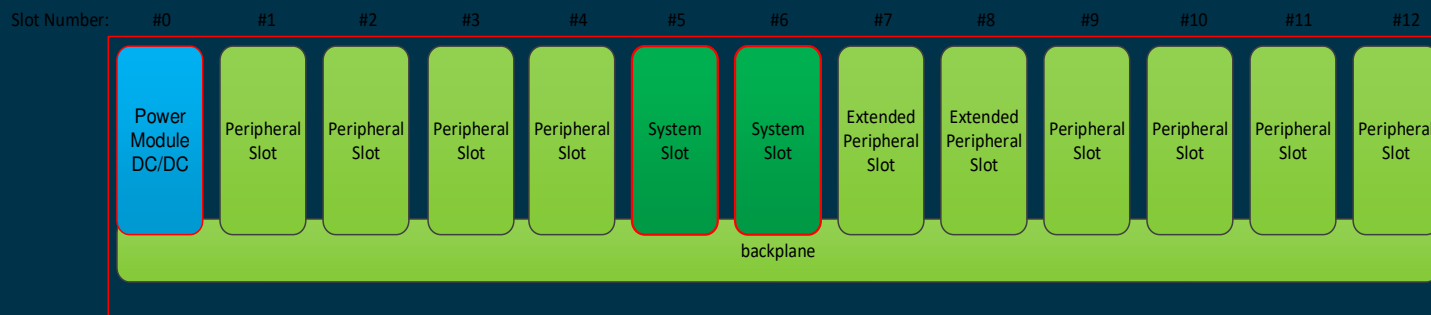 Slot Number: #0 #1 #2 #3 #4 #5 #6 #7 #8 #9 #10 #11 #12
Power
Module
DC/DC
Peripheral
Slot
Peripheral
Slot
Peripheral
Slot
Peripheral
Slot
System
Slot
System
Slot
Extended
Peripheral
Slot
Extended
Peripheral
Slot
Peripheral
Slot
Peripheral
Slot
Peripheral
Slot
Peripheral
Slot
backplane